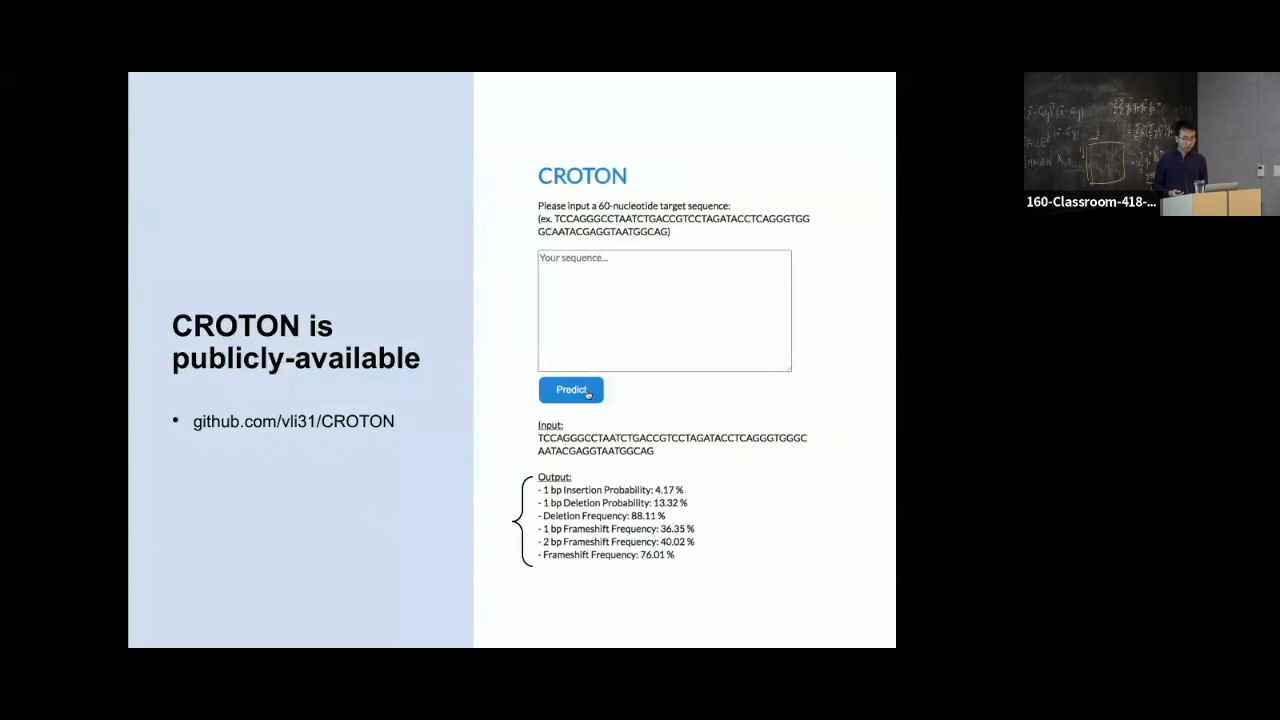 CROTON is
publicly-available
• github.com/vli31/CROTON
CROTON
Please input a 60-nucleotide target sequence:
(ex. TCCAGGGCCTAATCTGACCGTCCTAGATACCTCAGGGTGG
GCAATACGAGGTAATGGCAG)
Your sequence...
Predict
Input:
TCCAGGGCCTAATCTGACCGTCCTAGATACCTCAGGGTGGGC
AATACGAGGTAATGGCAG
Output:
- 1 bp Insertion Probability: 4.17 %
- 1 bp Deletion Probability: 13.32 %
- Deletion Frequency: 88.11 %
- 1 bp Frameshift Frequency: 36.35 %
- 2 bp Frameshift Frequency: 40.02 %
- Frameshift Frequency: 76.01 %
160-Classroom-418-...